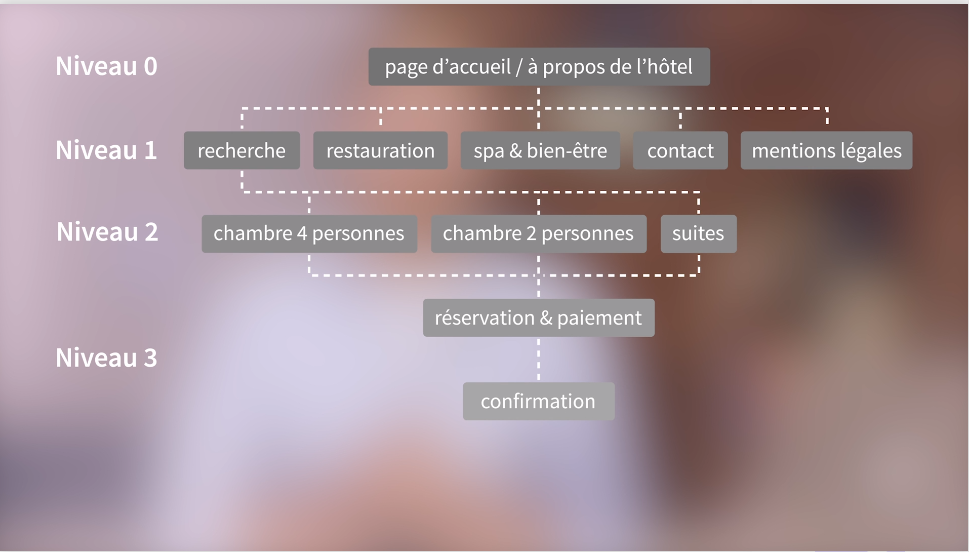 Niveau 0
page d’accueil / à propos de l’hôtel
Niveau 1
recherche
restauration
spa & bien-être
contact
mentions légales
Niveau 2
chambre 4 personnes
chambre 2 personnes
suites
réservation & paiement
Niveau 3
confirmation